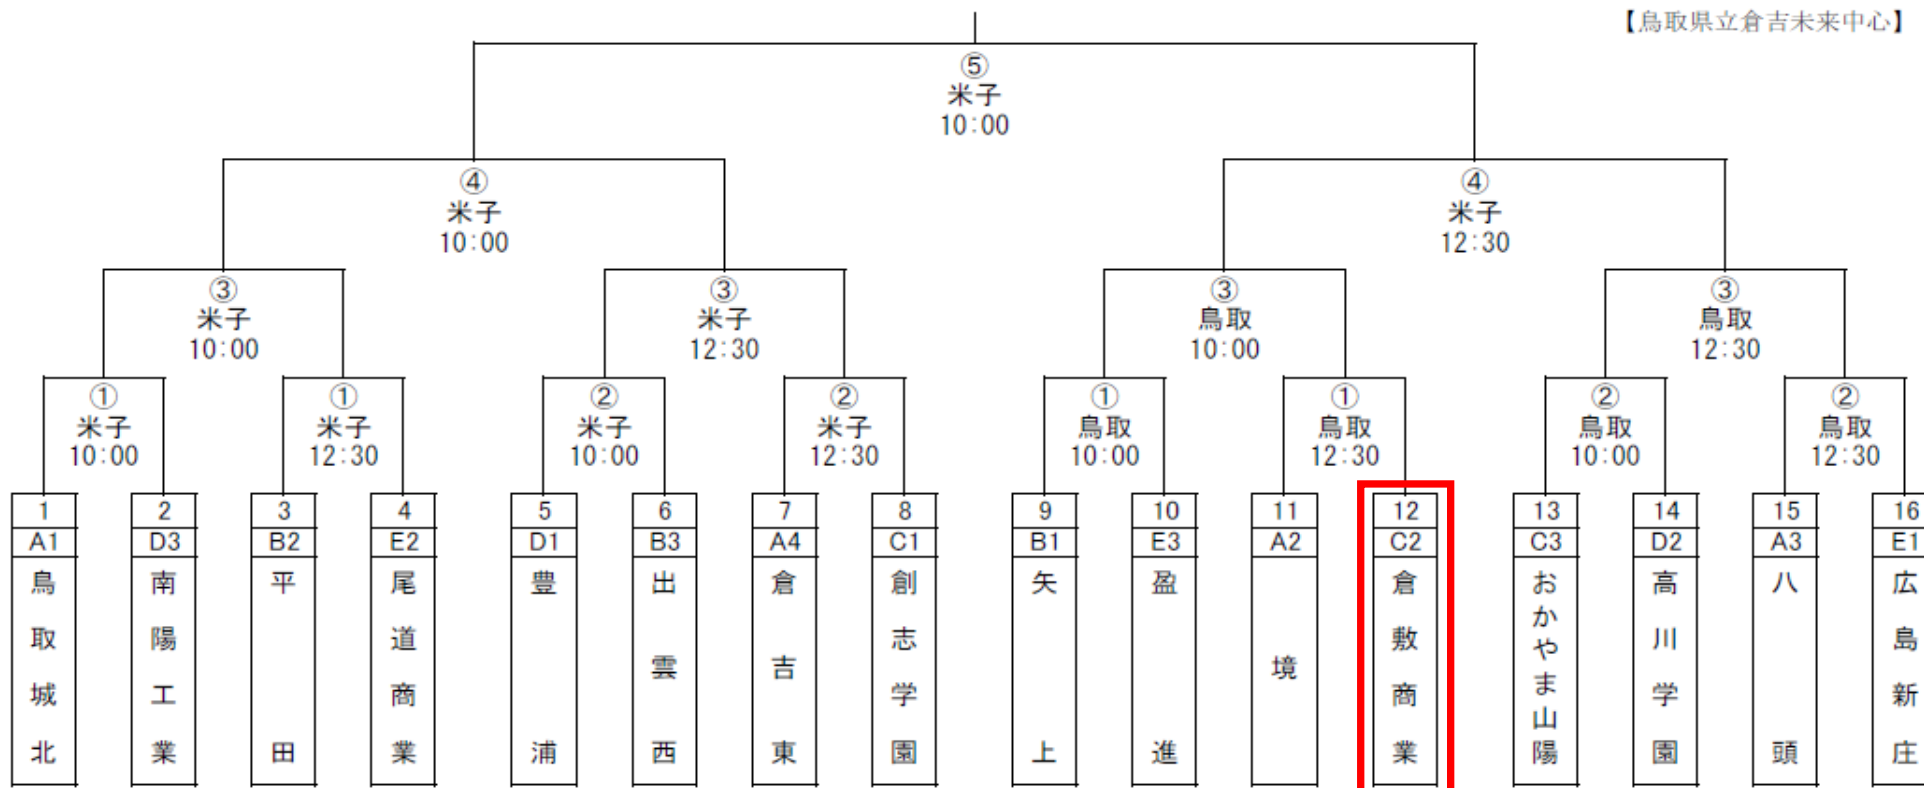 【鳥取県立倉吉未来中心】
⑤
米子
10:00
④
米子
10:00
④
米子
12:30
③
米子
10:00
③
米子
12:30
③
鳥取
10:00
③
鳥取
12:30
①
米子
10:00
①
米子
12:30
②
米子
10:00
②
米子
12:30
①
鳥取
10:00
①
鳥取
12:30
②
鳥取
10:00
②
鳥取
12:30
1
A1
鳥取城北
2
D3
南陽工業
3
B2
平田
4
E2
尾道商業
5
D1
豊浦
6
B3
出雲西
7
A4
倉吉東
8
C1
創志学園
9
B1
矢上
10
E3
盈進
11
A2
境
12
C2
倉敷商業
13
C3
おかやま山陽
14
D2
高川学園
15
A3
八頭
16
E1
広島新庄